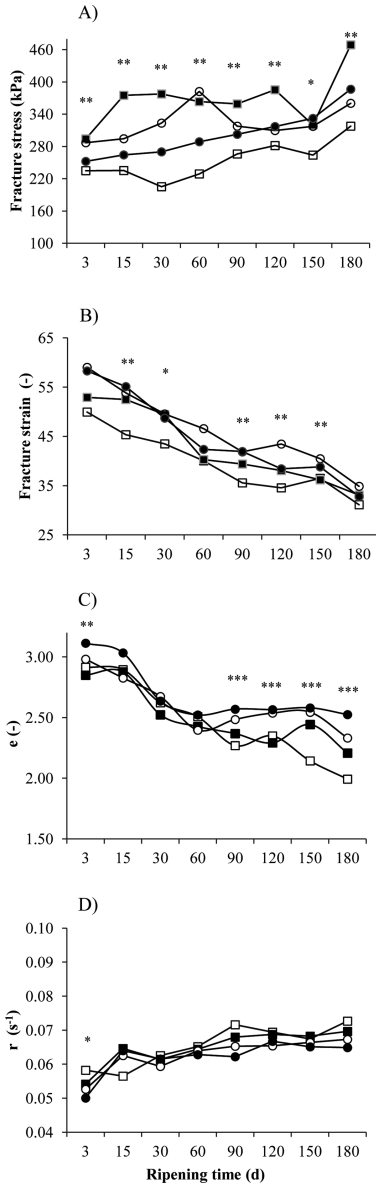 A)
Fracture stress (kPa)
460
400
340
280
220
160
100
** ** ** ** ** ** * **
3 15 30 60 90 120 150 180
B)
Fracture strain (-)
65
55
45
35
25
** * ** ** **
3 15 30 60 90 120 150 180
C)
e (-)
3.00
2.50
2.00
1.50
** *** *** *** ***
3 15 30 60 90 120 150 180
D)
r (s-1)
0.10
0.09
0.08
0.07
0.06
0.05
0.04
*
3 15 30 60 90 120 150 180
Ripening time (d)